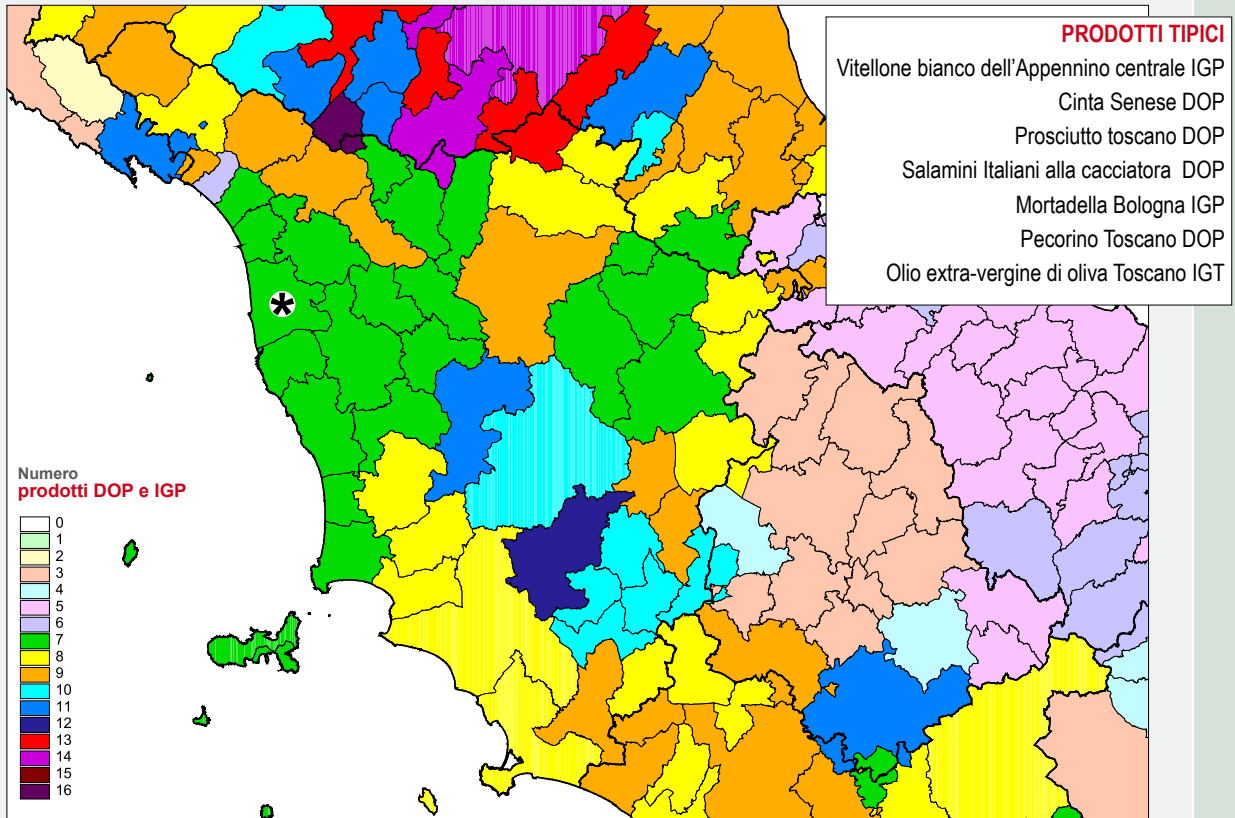 PRODOTTI TIPICI
Vitellone bianco dell'Appennino centrale IGP
Cinta Senese DOP
Prosciutto toscano DOP
Salamini Italiani alla cacciatora DOP
Mortadella Bologna IGP
Pecorino Toscano DOP
Olio extra-vergine di oliva Toscano IGT
*
Numero
prodotti DOP e IGP
0
1
2
3
4
5
6
7
8
9
10
11
12
13
14
15
16